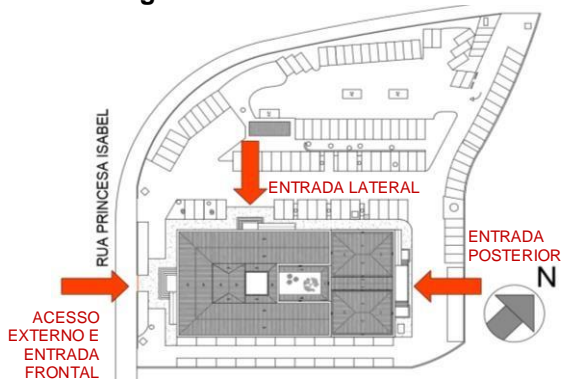 RUA PRINCESA ISABEL
ENTRADA LATERAL
ENTRADA
POSTERIOR
N
ACESSO
EXTERNO E
ENTRADA
FRONTAL